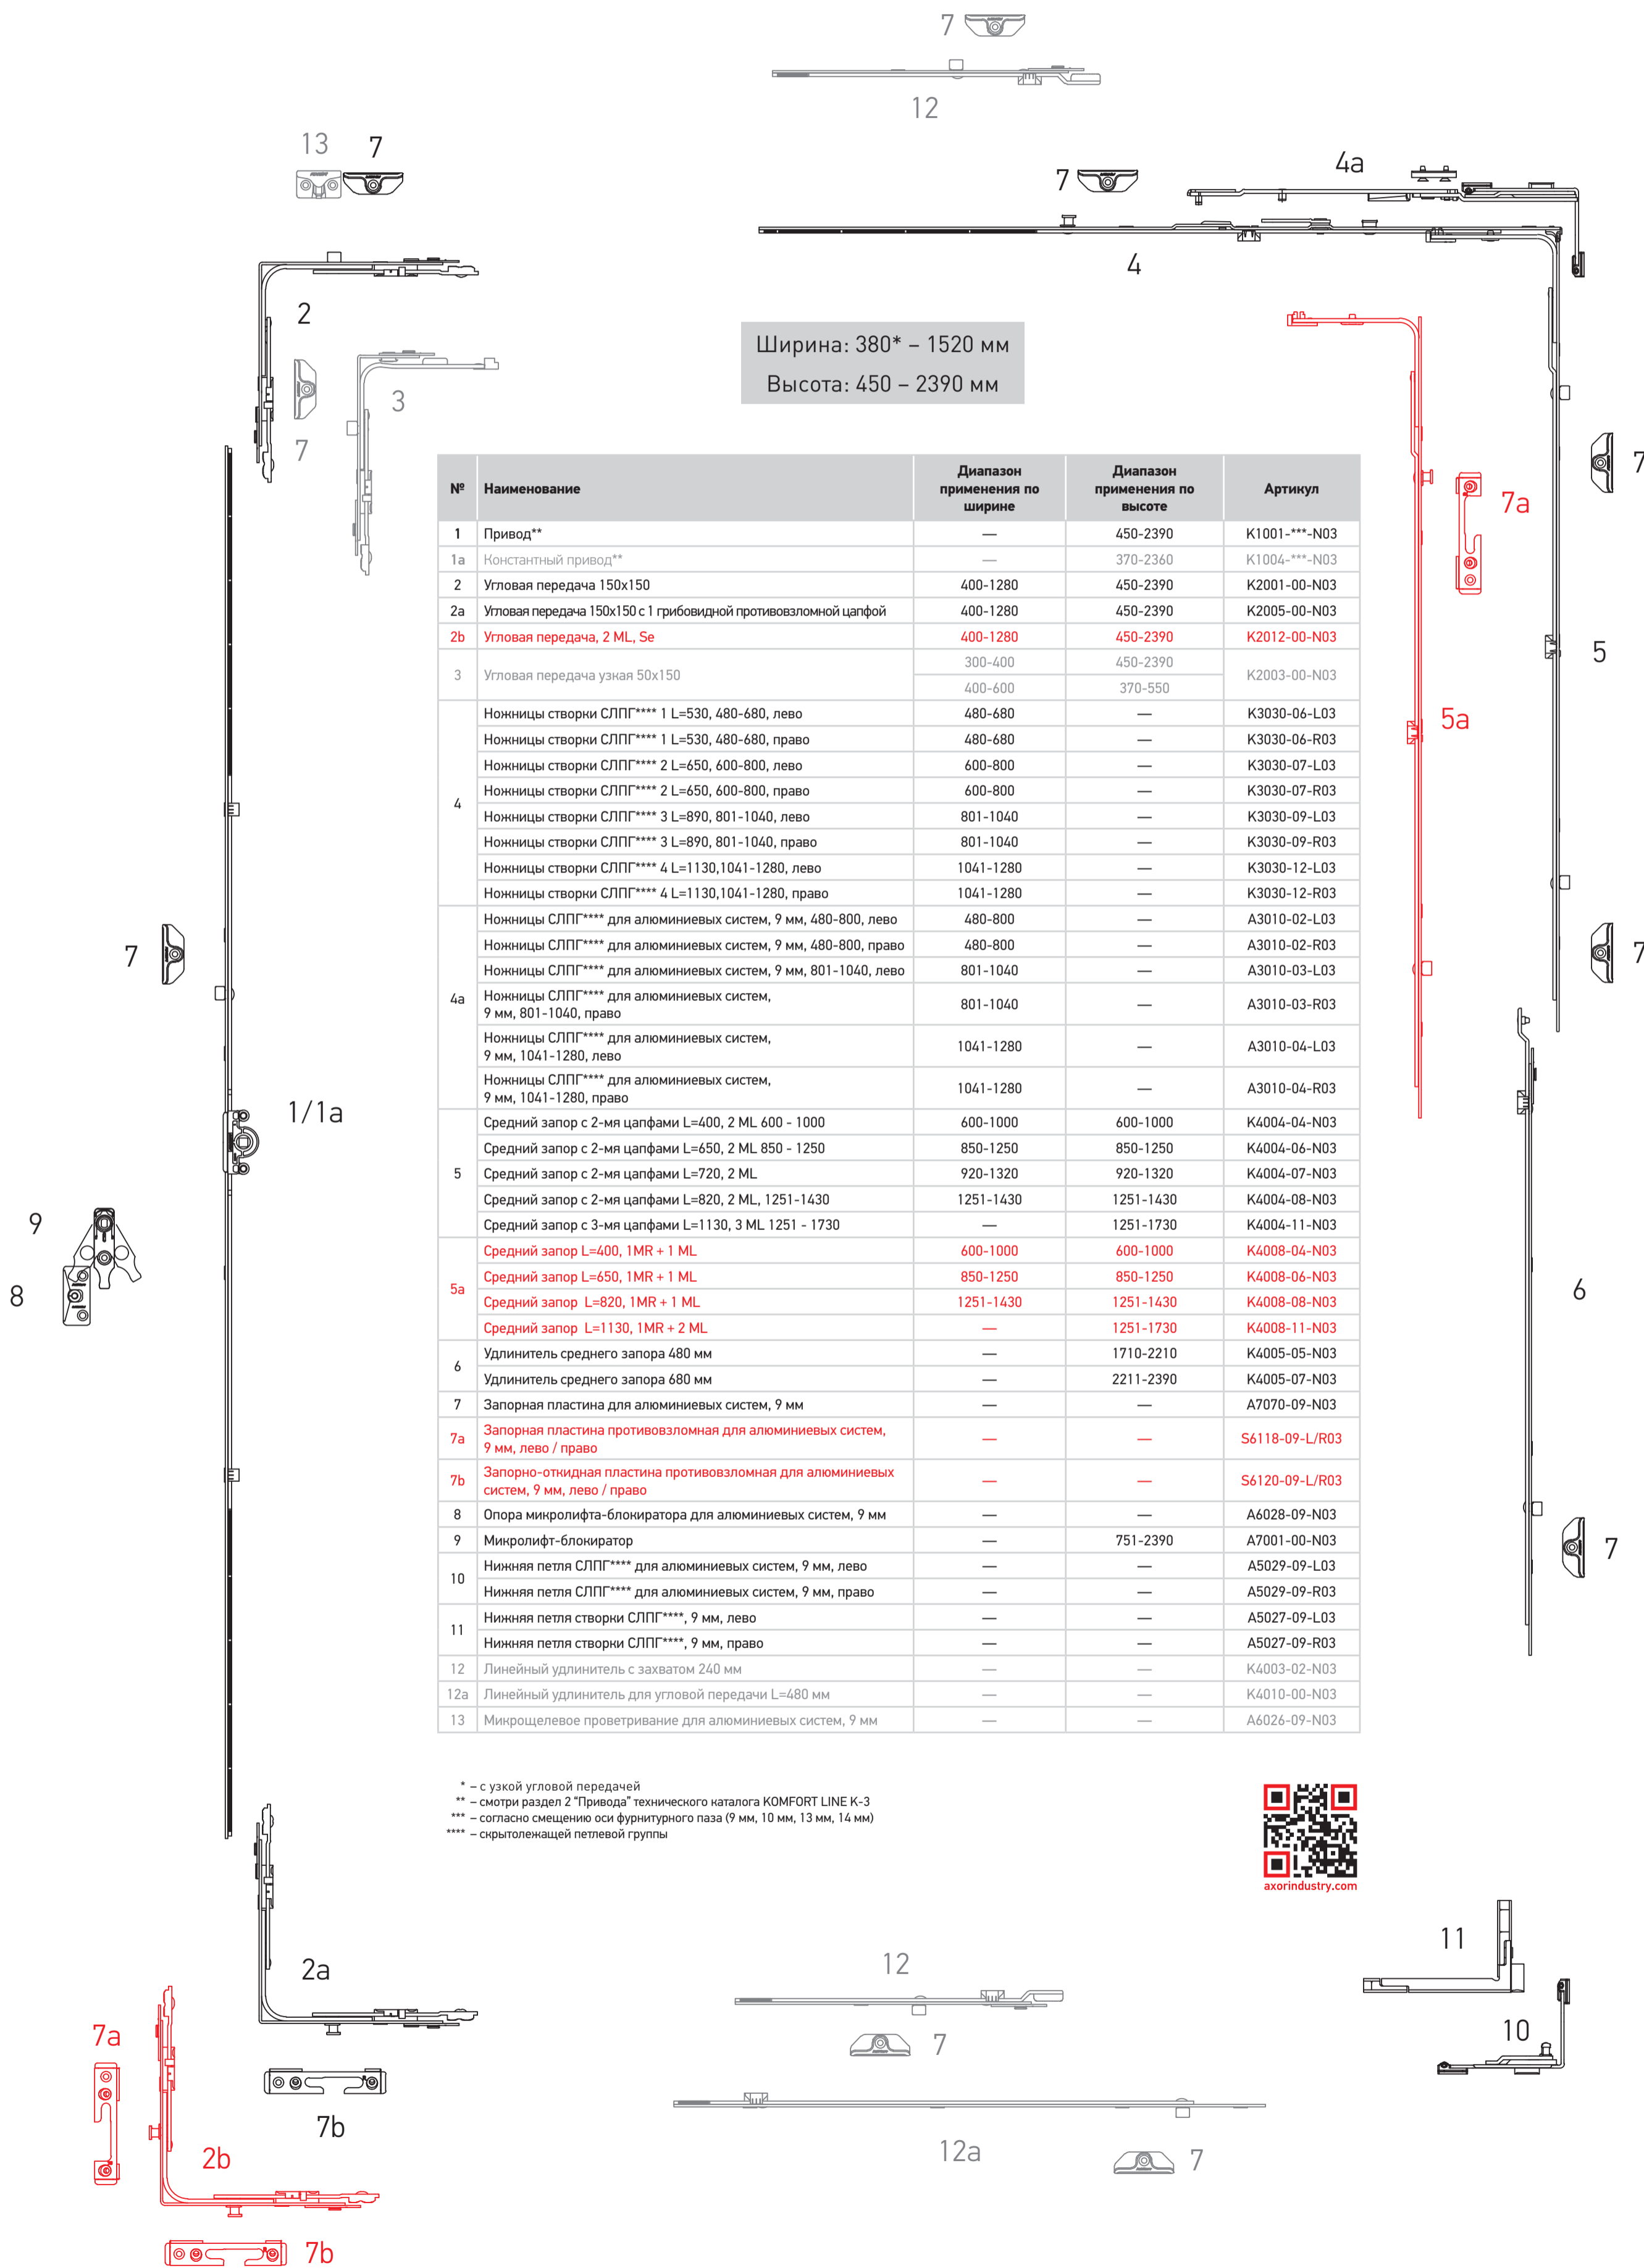 7
12
13
7
7
4a
4
2
3
7
Ширина: 380* – 1520 мм
Высота: 450 – 2390 мм
7
7a
5
5a
7
7
1/1a
9
8
6
7
№ Наименование Диапазон применения по ширине Диапазон применения по высоте Артикул
1 Привод** — 450-2390 K1001-***-N03
1a Константный привод** — 370-2360 K1004-***-N03
2 Угловая передача 150x150 400-1280 450-2390 K2001-00-N03
2a Угловая передача 150x150 с 1 грибовидной противовзломной цапфой 400-1280 450-2390 K2005-00-N03
2b Угловая передача, 2 ML, Se 400-1280 450-2390 K2012-00-N03
3 Угловая передача узкая 50x150 300-400 450-2390 K2003-00-N03
400-600 370-550
4 Ножницы створки СЛПГ**** 1 L=530, 480-680, лево 480-680 — K3030-06-L03
Ножницы створки СЛПГ**** 1 L=530, 480-680, право 480-680 — K3030-06-R03
Ножницы створки СЛПГ**** 2 L=650, 600-800, лево 600-800 — K3030-07-L03
Ножницы створки СЛПГ**** 2 L=650, 600-800, право 600-800 — K3030-07-R03
Ножницы створки СЛПГ**** 3 L=890, 801-1040, лево 801-1040 — K3030-09-L03
Ножницы створки СЛПГ**** 3 L=890, 801-1040, право 801-1040 — K3030-09-R03
Ножницы створки СЛПГ**** 4 L=1130,1041-1280, лево 1041-1280 — K3030-12-L03
Ножницы створки СЛПГ**** 4 L=1130,1041-1280, право 1041-1280 — K3030-12-R03
4a Ножницы СЛПГ**** для алюминиевых систем, 9 мм, 480-800, лево 480-800 — A3010-02-L03
Ножницы СЛПГ**** для алюминиевых систем, 9 мм, 480-800, право 480-800 — A3010-02-R03
Ножницы СЛПГ**** для алюминиевых систем, 9 мм, 801-1040, лево 801-1040 — A3010-03-L03
Ножницы СЛПГ**** для алюминиевых систем,
9 мм, 801-1040, право 801-1040 — A3010-03-R03
Ножницы СЛПГ**** для алюминиевых систем,
9 мм, 1041-1280, лево 1041-1280 — A3010-04-L03
Ножницы СЛПГ**** для алюминиевых систем,
9 мм, 1041-1280, право 1041-1280 — A3010-04-R03
5 Средний запор с 2-мя цапфами L=400, 2 ML 600 - 1000 600-1000 600-1000 K4004-04-N03
Средний запор с 2-мя цапфами L=650, 2 ML 850 - 1250 850-1250 850-1250 K4004-06-N03
Средний запор с 2-мя цапфами L=720, 2 ML 920-1320 920-1320 K4004-07-N03
Средний запор с 2-мя цапфами L=820, 2 ML, 1251-1430 1251-1430 1251-1430 K4004-08-N03
Средний запор с 3-мя цапфами L=1130, 3 ML 1251 - 1730 — 1251-1730 K4004-11-N03
5a Средний запор L=400, 1MR + 1 ML 600-1000 600-1000 K4008-04-N03
Средний запор L=650, 1MR + 1 ML 850-1250 850-1250 K4008-06-N03
Средний запор L=820, 1MR + 1 ML 1251-1430 1251-1430 K4008-08-N03
Средний запор L=1130, 1MR + 2 ML — 1251-1730 K4008-11-N03
6 Удлинитель среднего запора 480 мм — 1710-2210 K4005-05-N03
Удлинитель среднего запора 680 мм — 2211-2390 K4005-07-N03
7 Запорная пластина для алюминиевых систем, 9 мм — — A7070-09-N03
7a Запорная пластина противовзломная для алюминиевых систем,
9 мм, лево / право — — S6118-09-L/R03
7b Запорно-откидная пластина противовзломная для алюминиевых
систем, 9 мм, лево / право — — S6120-09-L/R03
8 Опора микролифта-блокиратора для алюминиевых систем, 9 мм — — A6028-09-N03
9 Микролифт-блокиратор — 751-2390 A7001-00-N03
10 Нижняя петля СЛПГ**** для алюминиевых систем, 9 мм, лево — — A5029-09-L03
Нижняя петля СЛПГ**** для алюминиевых систем, 9 мм, право — — A5029-09-R03
11 Нижняя петля створки СЛПГ****, 9 мм, лево — — A5027-09-L03
Нижняя петля створки СЛПГ****, 9 мм, право — — A5027-09-R03
12 Линейный удлинитель с захватом 240 мм — — K4003-02-N03
12a Линейный удлинитель для угловой передачи L=480 мм — — K4010-00-N03
13 Микрощелевое проветривание для алюминиевых систем, 9 мм — — A6026-09-N03
* – с узкой угловой передачей
** – смотри раздел 2 “Привода” технического каталога KOMFORT LINE K-3
*** – согласно смещению оси фурнитурного паза (9 мм, 10 мм, 13 мм, 14 мм)
**** – скрытолежащей петлевой группы
axorindustry.com
2a
12
11
7a
7
10
7b
2b
12a
7
7b